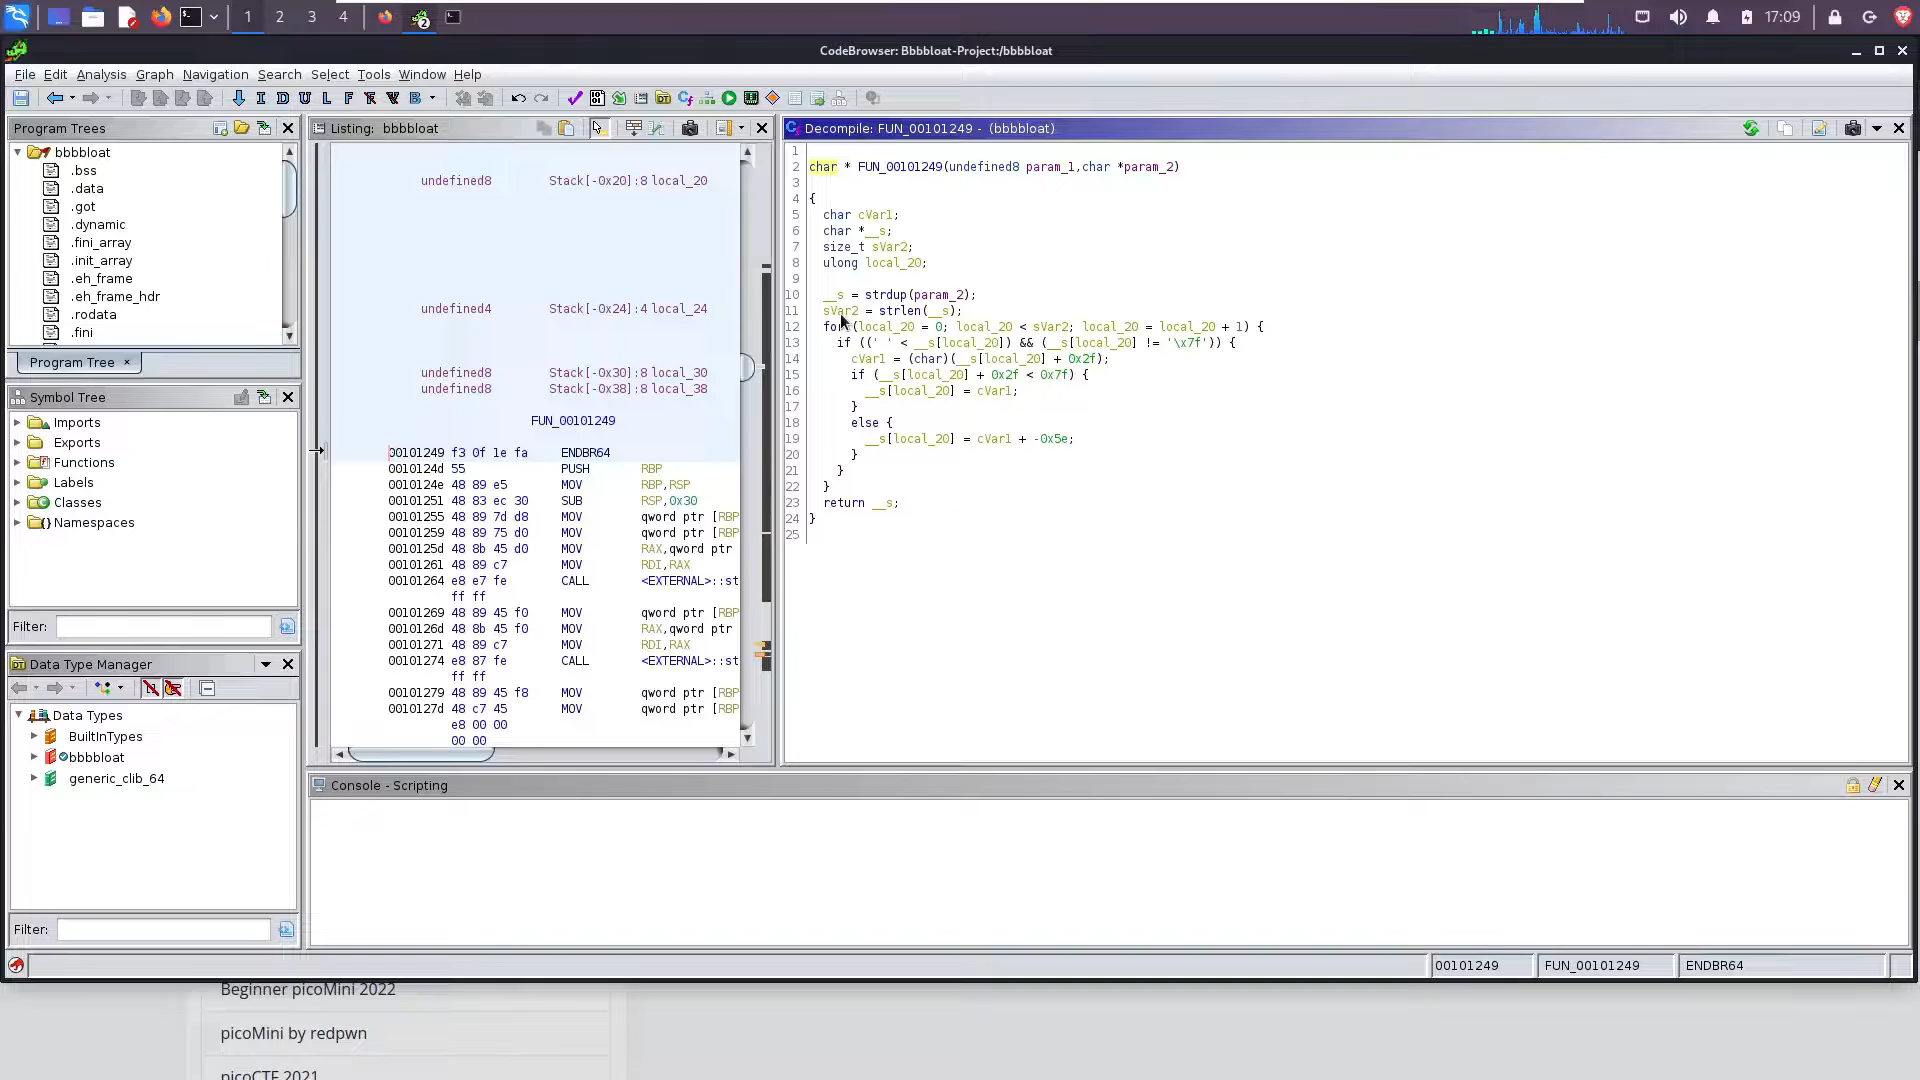 1 2 3 4 2 17:09
CodeBrowser: Bbbbloat-Project:/bbbbloat
File Edit Analysis Graph Navigation Search Select Tools Window Help
I D U L F V B
Program Trees
bbbbloat
.bss
.data
.got
.dynamic
.fini_array
.init_array
.eh_frame
.eh_frame_hdr
.rodata
.fini
Program Tree ×
Symbol Tree
Imports
Exports
Functions
Labels
Classes
Namespaces
Filter:
Data Type Manager
Data Types
BuiltInTypes
bbbbloat
generic_clib_64
Filter:
Listing: bbbbloat
undefined8 Stack[-0x20]:8 local_20
undefined4 Stack[-0x24]:4 local_24
undefined8 Stack[-0x30]:8 local_30
undefined8 Stack[-0x38]:8 local_38
FUN_00101249
00101249 f3 0f 1e fa ENDBR64
0010124d 55 PUSH RBP
0010124e 48 89 e5 MOV RBP,RSP
00101251 48 83 ec 30 SUB RSP,0x30
00101255 48 89 7d d8 MOV qword ptr [RBP
00101259 48 89 75 d0 MOV qword ptr [RBP
0010125d 48 8b 45 d0 MOV RAX,qword ptr
00101261 48 89 c7 MOV RDI,RAX
00101264 e8 e7 fe CALL <EXTERNAL>::st
ff ff
00101269 48 89 45 f0 MOV qword ptr [RBP
0010126d 48 8b 45 f0 MOV RAX,qword ptr
00101271 48 89 c7 MOV RDI,RAX
00101274 e8 87 fe CALL <EXTERNAL>::st
ff ff
00101279 48 89 45 f8 MOV qword ptr [RBP
0010127d 48 c7 45 MOV qword ptr [RBP
e8 00 00
00 00
Decompile: FUN_00101249 - (bbbbloat)
1
2 char * FUN_00101249(undefined8 param_1,char *param_2)
3
4 {
5 char cVar1;
6 char *__s;
7 size_t sVar2;
8 ulong local_20;
9
10 __s = strdup(param_2);
11 sVar2 = strlen(__s);
12 for (local_20 = 0; local_20 < sVar2; local_20 = local_20 + 1) {
13 if ((' ' < __s[local_20]) && (__s[local_20] != '\x7f')) {
14 cVar1 = (char)(__s[local_20] + 0x2f);
15 if (__s[local_20] + 0x2f < 0x7f) {
16 __s[local_20] = cVar1;
17 }
18 else {
19 __s[local_20] = cVar1 + -0x5e;
20 }
21 }
22 }
23 return __s;
24 }
25
Console - Scripting
00101249 FUN_00101249 ENDBR64
Beginner picoMini 2022
picoMini by redpwn
picoCTF 2021